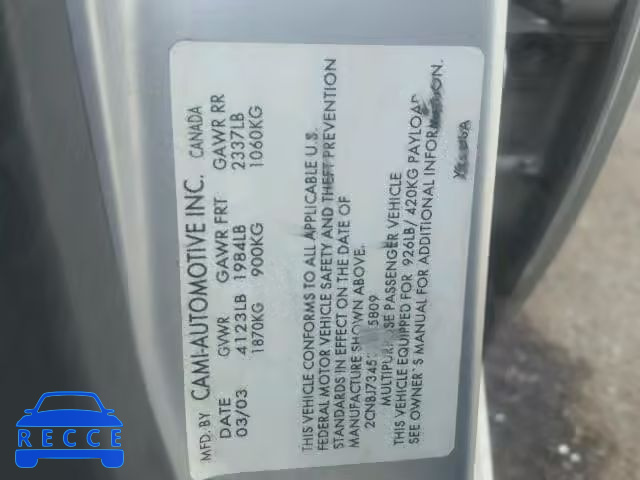 MFD. BY CAMI-AUTOMOTIVE INC. CANADA
DATE GVWR GAWR FRT GAWR RR
03/03 4123LB 1984LB 2337LB
1870KG 900KG 1060KG
THIS VEHICLE CONFORMS TO ALL APPLICABLE U.S.
FEDERAL MOTOR VEHICLE SAFETY AND THEFT PREVENTION
STANDARDS IN EFFECT ON THE DATE OF
MANUFACTURE SHOWN ABOVE.
2CNBJ7345 5809
MULTIPURPOSE PASSENGER VEHICLE
THIS VEHICLE EQUIPPED FOR 926LB/ 420KG PAYLOAD
SEE OWNER'S MANUAL FOR ADDITIONAL INFORMATION.
RECCE